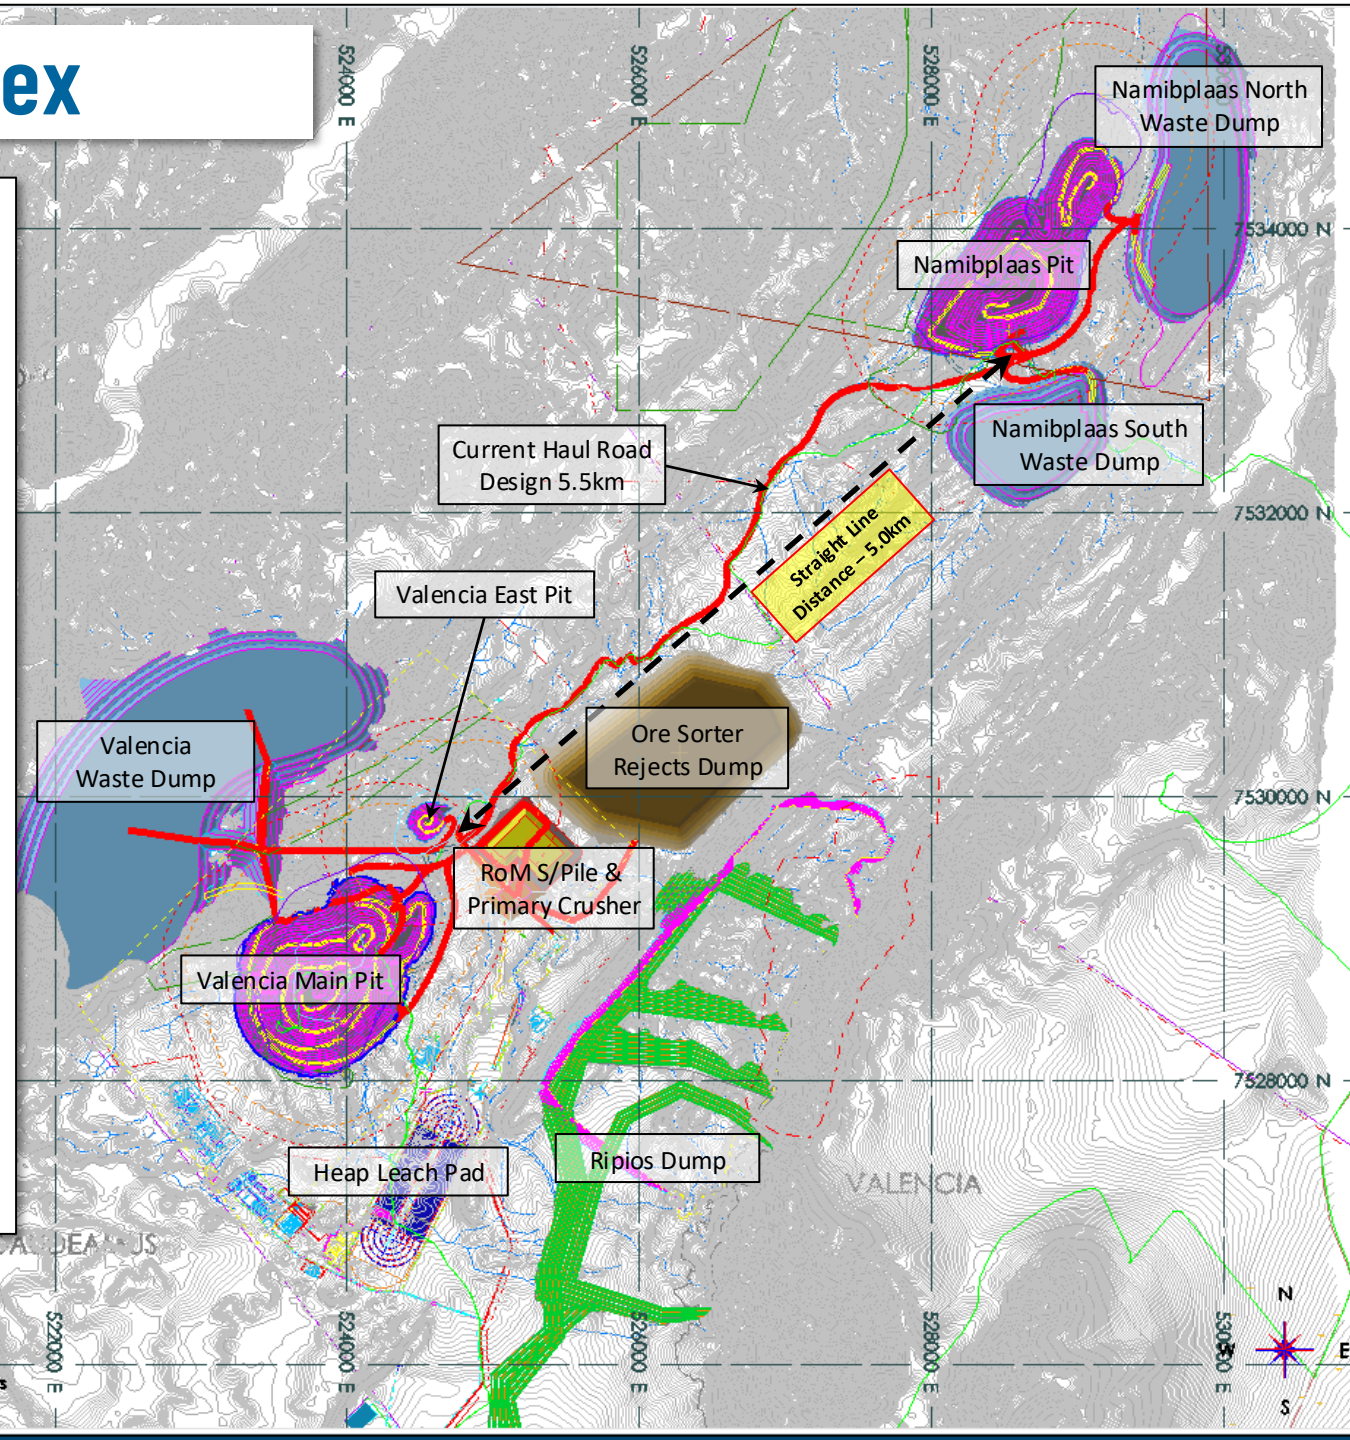 ex
524000 E
526000 E
528000 E
Namibplaas North
Waste Dump
7534000 N
Namibplaas Pit
Namibplaas South
Waste Dump
Current Haul Road
Design 5.5km
7532000 N
Straight Line
Distance – 5.0km
Valencia East Pit
Ore Sorter
Rejects Dump
Valencia
Waste Dump
7530000 N
RoM S/Pile &
Primary Crusher
Valencia Main Pit
7528000 N
Ripios Dump
Heap Leach Pad
VALENCIA
N
W
E
S
522000 E
524000 E
526000 E
528000 E